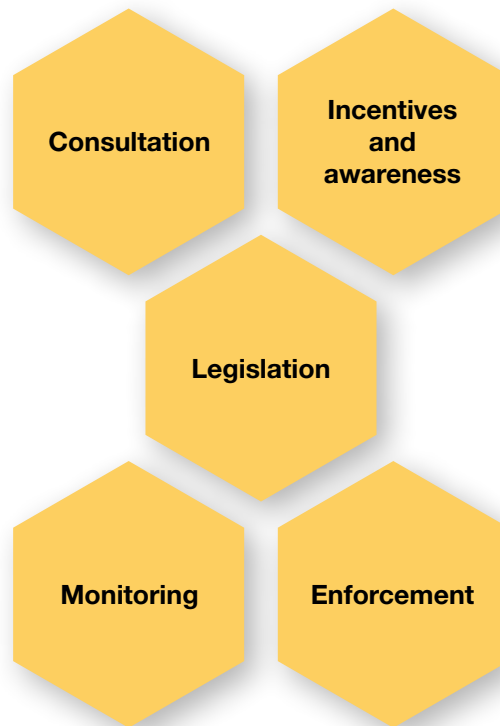 Consultation
Incentives
and
awareness
Legislation
Monitoring
Enforcement